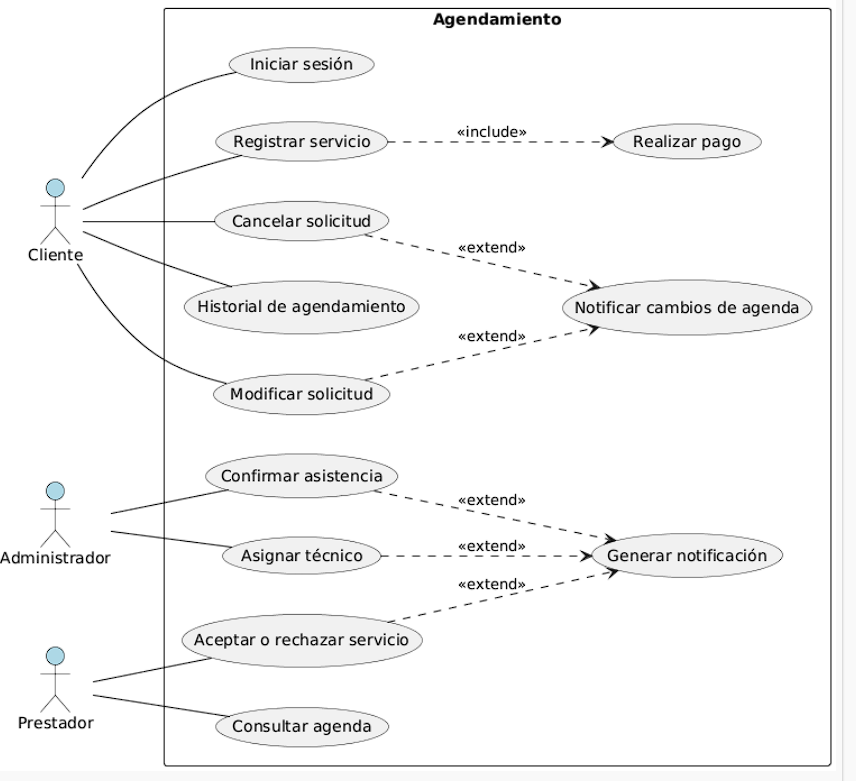 Agendamiento
Iniciar sesión
Registrar servicio
«include»
Realizar pago
Cancelar solicitud
«extend»
Cliente
Historial de agendamiento
Notificar cambios de agenda
«extend»
Modificar solicitud
Confirmar asistencia
«extend»
Administrador
Asignar técnico
«extend»
Generar notificación
«extend»
Aceptar o rechazar servicio
Prestador
Consultar agenda